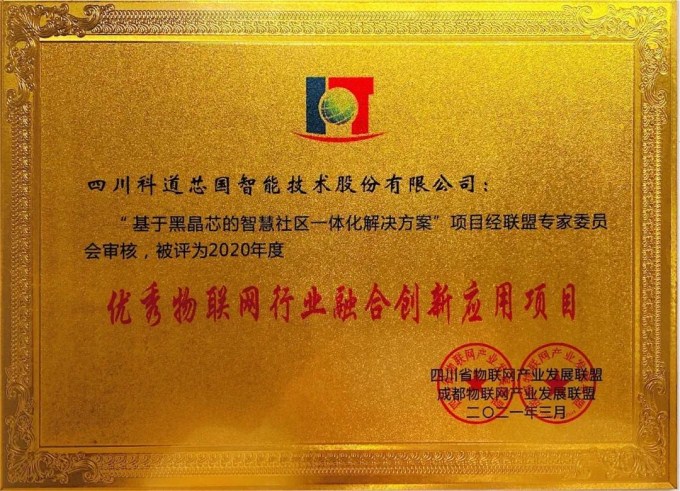 四川科道芯国智能技术股份有限公司：
“基于黑晶芯的智慧社区一体化解决方案”项目经联盟专家委员
会审核，被评为2020年度
优秀物联网行业融合创新应用项目
四川省物联网产业发展联盟
成都物联网产业发展联盟
二〇二一年三月